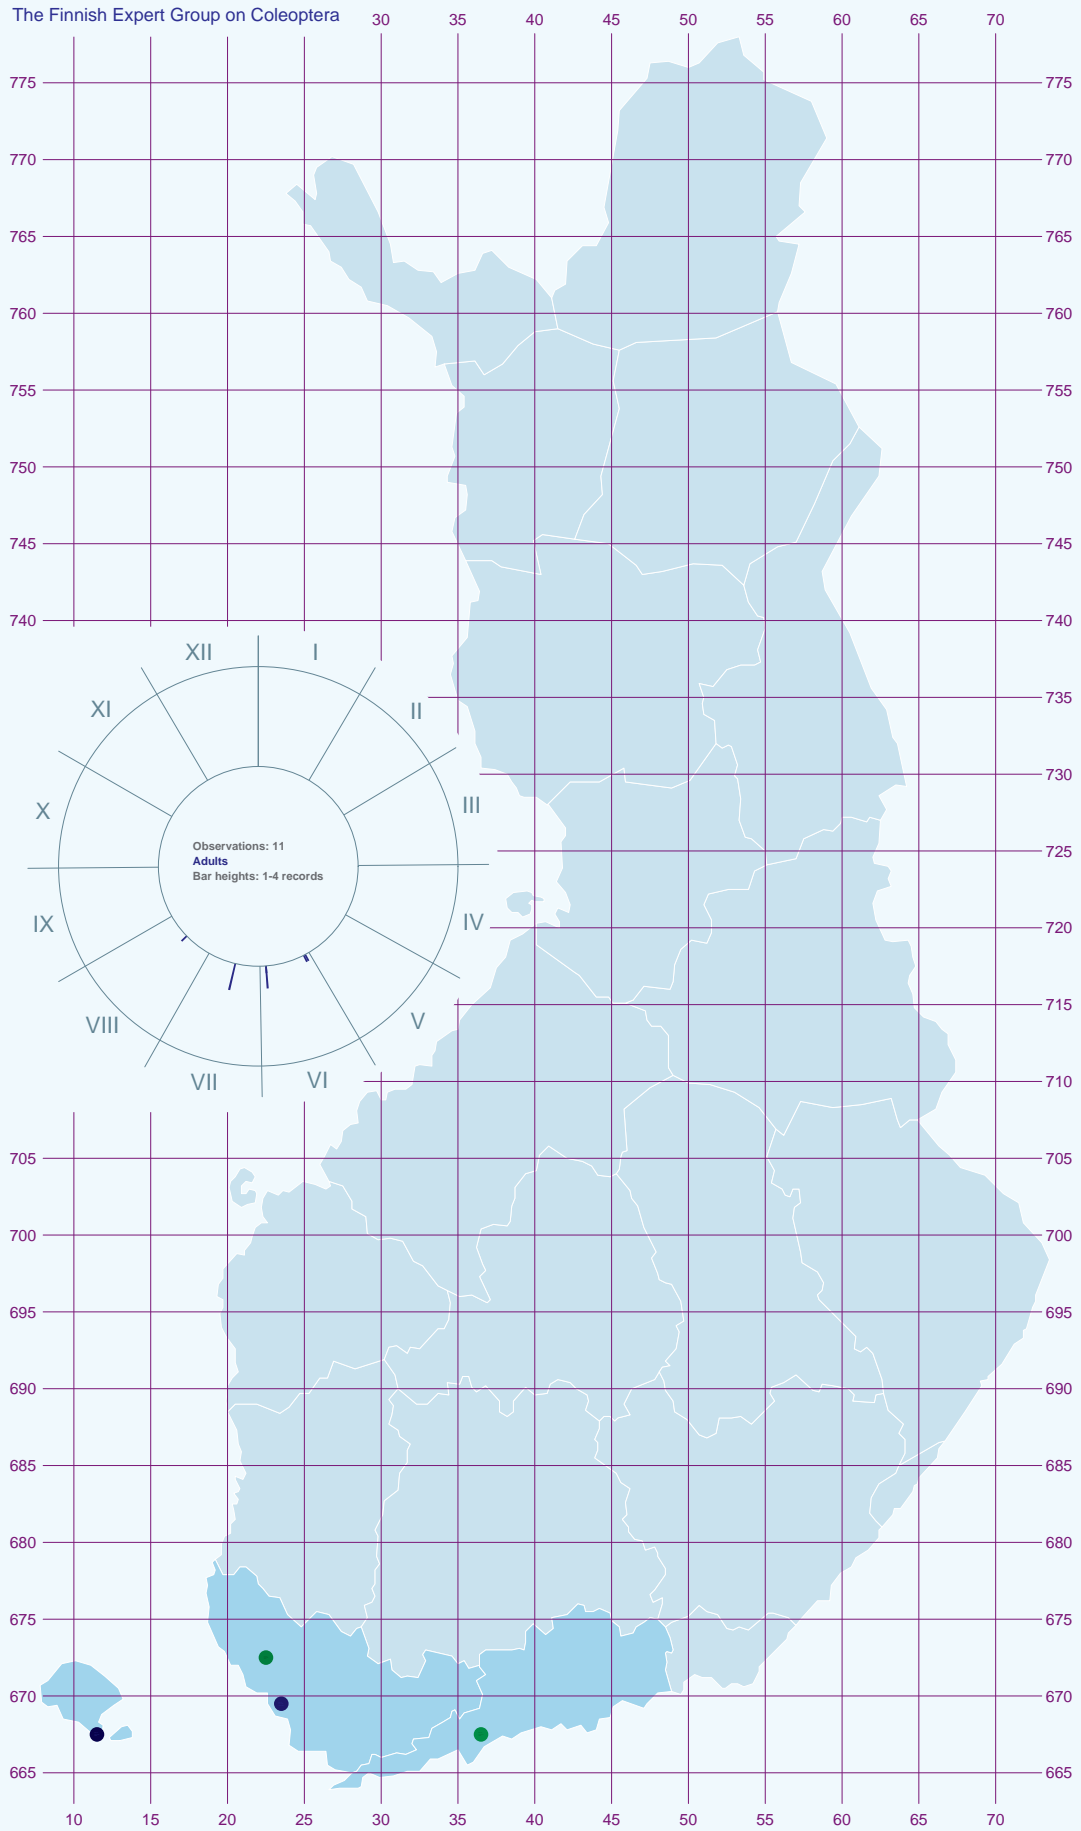 The Finnish Expert Group on Coleoptera
30 35 40 45 50 55 60 65 70
775 775
770 770
765 765
760 760
755 755
750 750
745 745
740 740
735
730
725
720
715
710
705 705
700 700
695 695
690 690
685 685
680 680
675 675
670 670
665 665
XII I
XI II
X III
IX IV
VIII V
VII VI
Observations: 11
Adults
Bar heights: 1-4 records
10 15 20 25 30 35 40 45 50 55 60 65 70